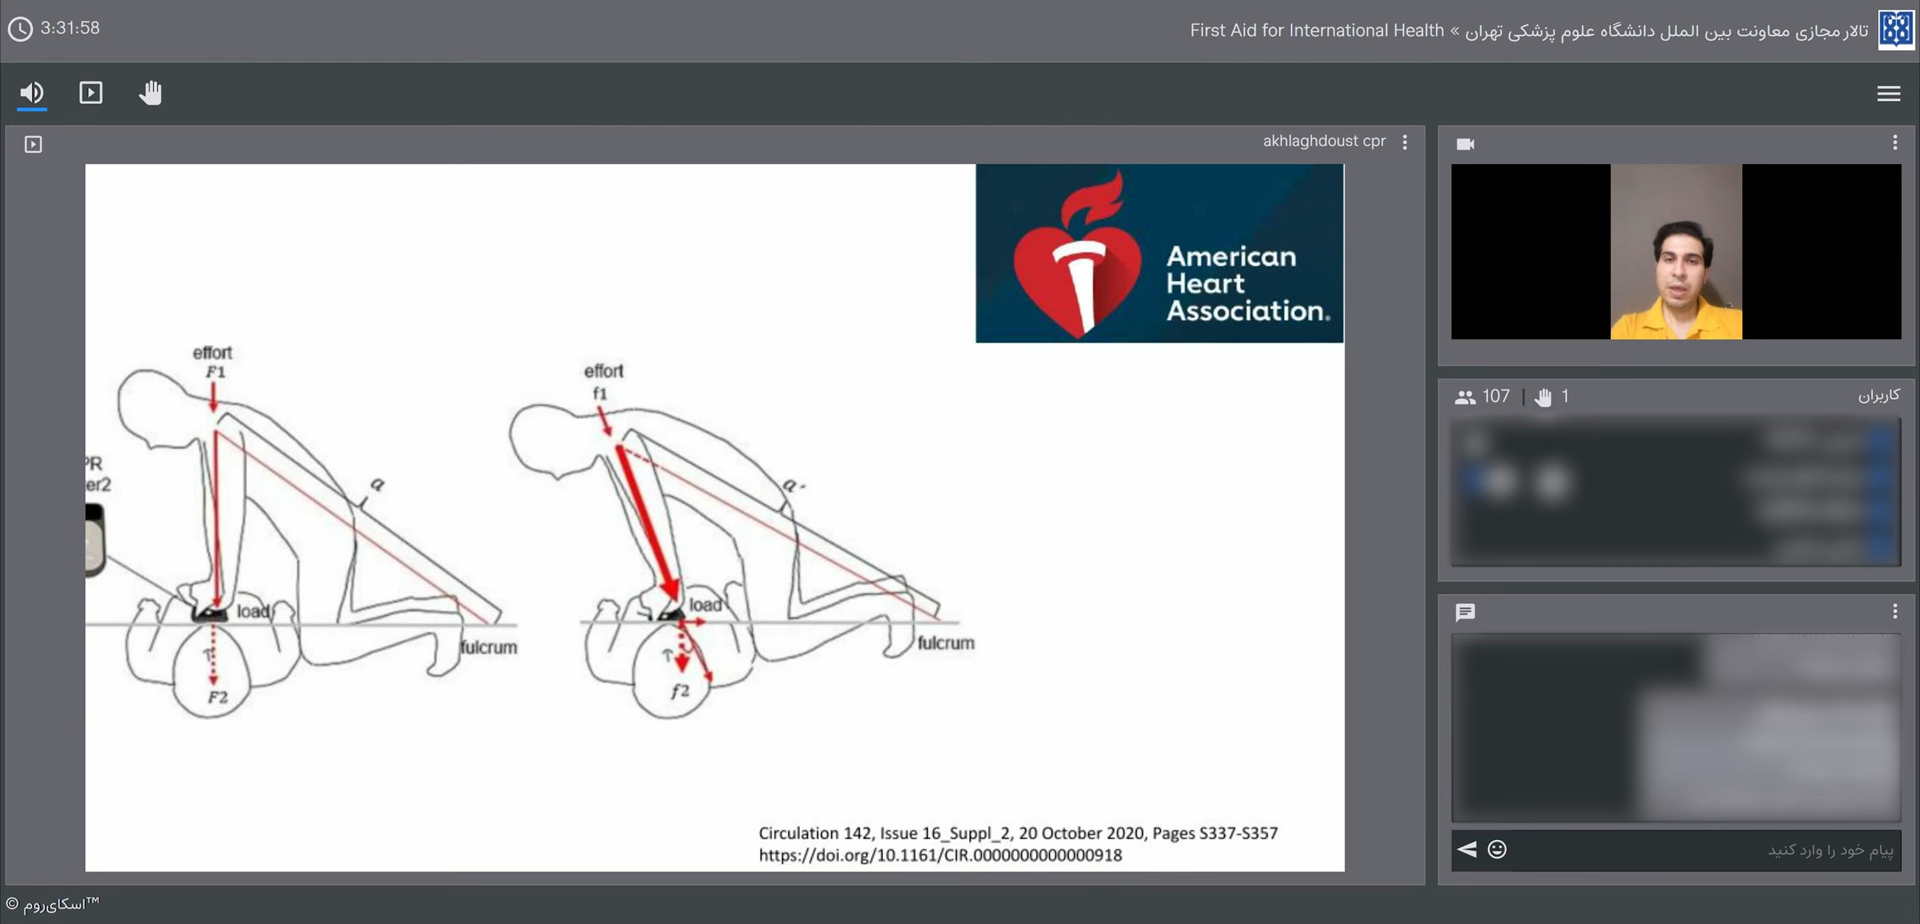 3:31:58
تالار مجازی معاونت بین الملل دانشگاه علوم پزشکی تهران » First Aid for International Health
akhlaghdoust cpr
American
Heart
Association.
effort
F1
effort
f1
PR
er2
a
a-
load
load
fulcrum
fulcrum
F2
f2
Circulation 142, Issue 16_Suppl_2, 20 October 2020, Pages S337-S357
https://doi.org/10.1161/CIR.0000000000000918
107 | 1
کاربران
پیام خود را وارد کنید
© اسکای‌روم™